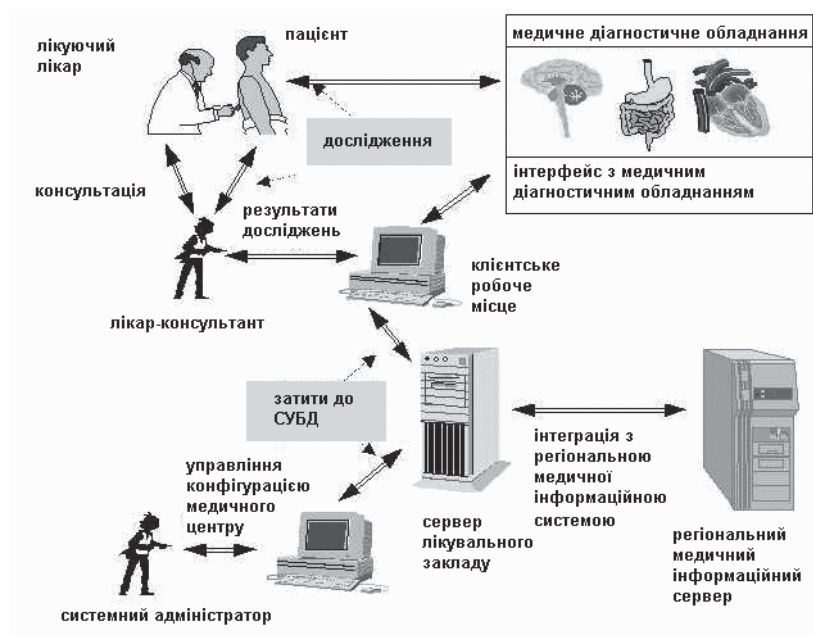 лікуючий
лікар
пацієнт
медичне діагностичне обладнання
дослідження
інтерфейс з медичним
діагностичним обладнанням
консультація
результати
досліджень
клієнтське
робоче
місце
лікар-консультант
затити до
СУБД
інтеграція з
регіональною
медичної
інформаційною
системою
управління
конфігурацією
медичного
центру
сервер
лікувального
закладу
регіональний
медичний
інформаційний
сервер
системний адміністратор